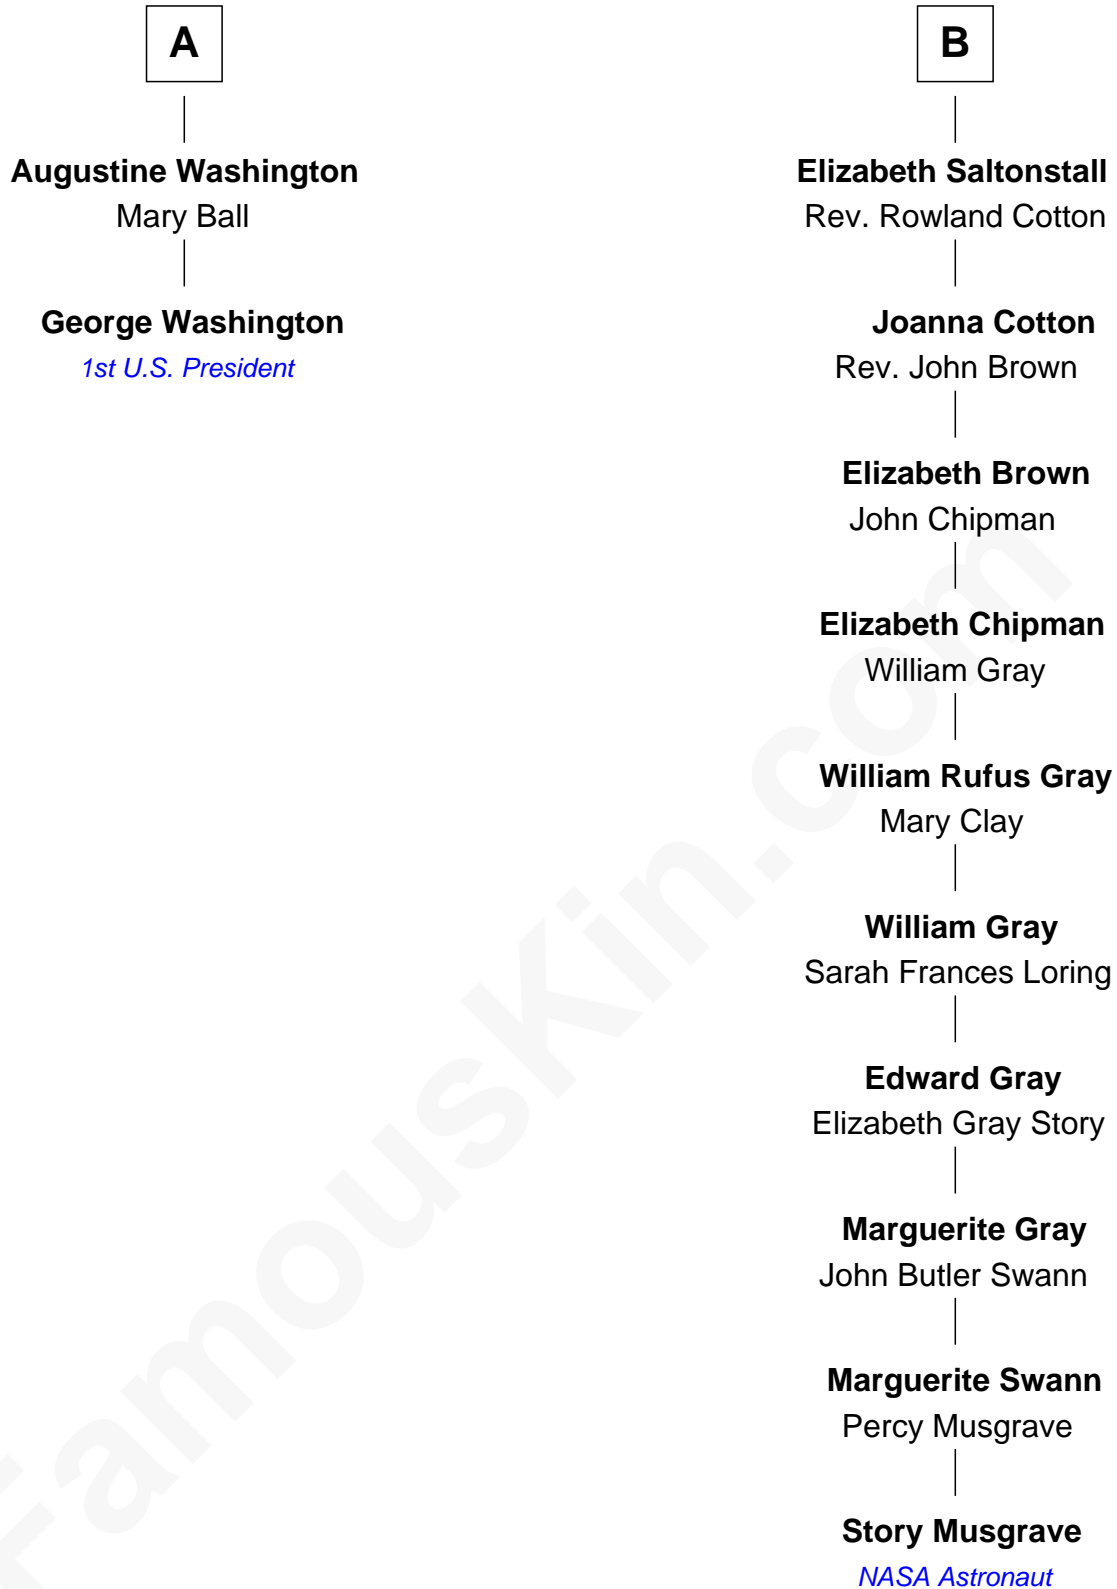 A
Augustine Washington
Mary Ball
George Washington
1st U.S. President
B
Elizabeth Saltonstall
Rev. Rowland Cotton
Joanna Cotton
Rev. John Brown
Elizabeth Brown
John Chipman
Elizabeth Chipman
William Gray
William Rufus Gray
Mary Clay
William Gray
Sarah Frances Loring
Edward Gray
Elizabeth Gray Story
Marguerite Gray
John Butler Swann
Marguerite Swann
Percy Musgrave
Story Musgrave
NASA Astronaut
FamousKin.com